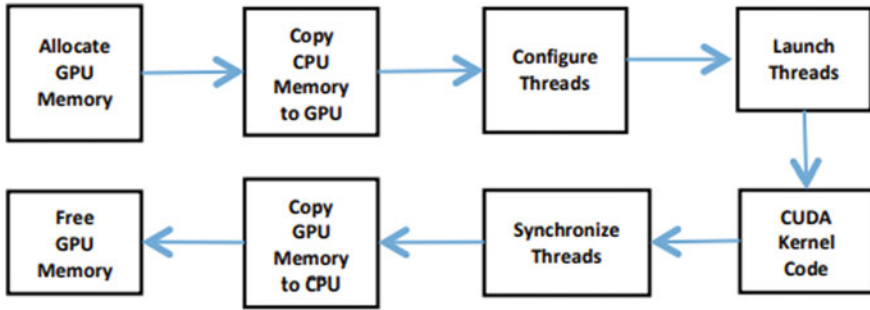 Allocate
GPU
Memory
Copy
CPU
Memory
to GPU
Configure
Threads
Launch
Threads
CUDA
Kernel
Code
Synchronize
Threads
Copy
GPU
Memory
to CPU
Free
GPU
Memory